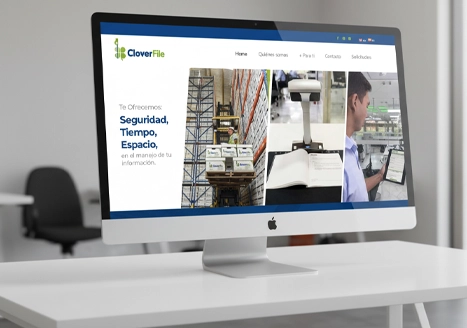 CloverFile
Home
Quiénes somos
+ Para ti
Contacto
Solicitudes
Te Ofrecemos:
Seguridad,
Tiempo,
Espacio,
en el manejo de tu
información.